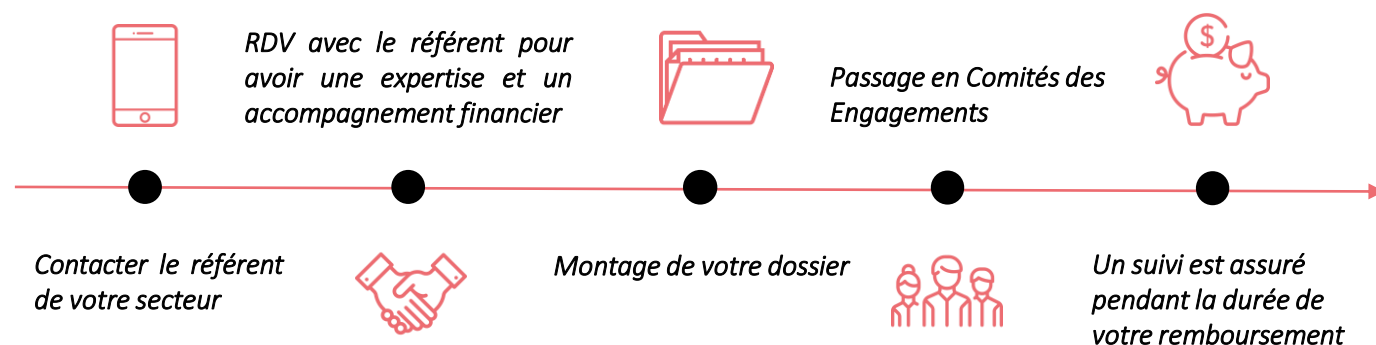 Contacter le référent
de votre secteur
RDV avec le référent pour
avoir une expertise et un
accompagnement financier
Montage de votre dossier
Passage en Comités des
Engagements
$
Un suivi est assuré
pendant la durée de
votre remboursement